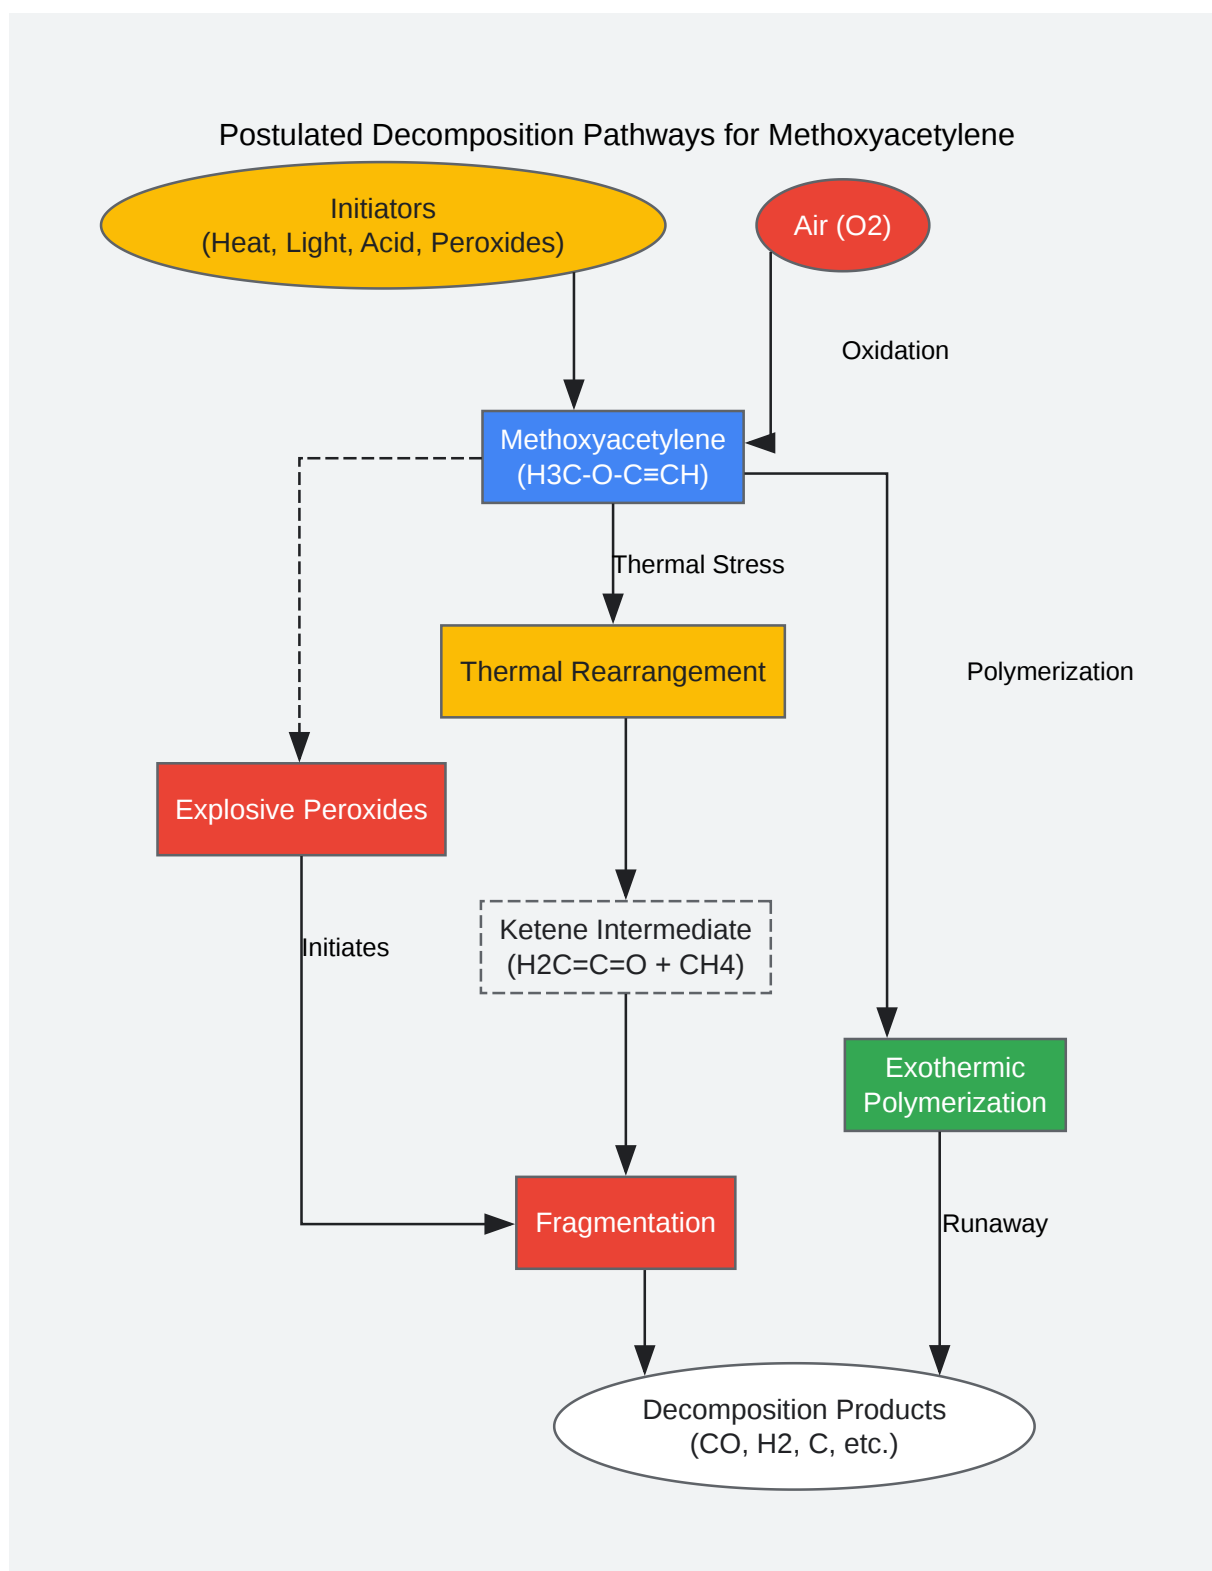 Postulated Decomposition Pathways for Methoxyacetylene
Initiators
(Heat, Light, Acid, Peroxides)
Air (O2)
Oxidation
Methoxyacetylene
(H3C-O-C≡CH)
Thermal Stress
Thermal Rearrangement
Polymerization
Explosive Peroxides
Ketene Intermediate
(H2C=C=O + CH4)
Initiates
Exothermic
Polymerization
Fragmentation
Runaway
Decomposition Products
(CO, H2, C, etc.)